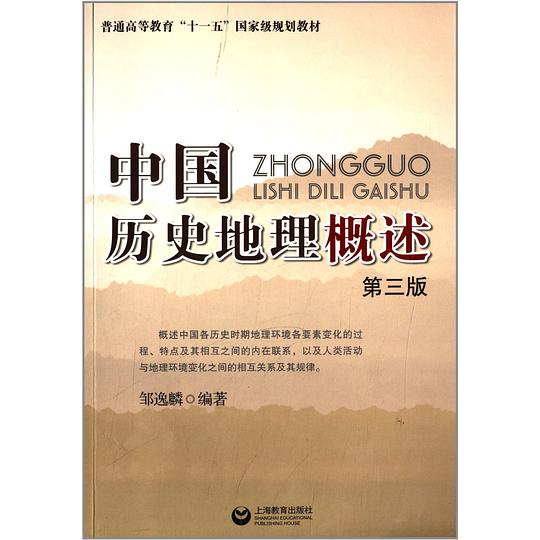 普通高等教育“十一五”国家级规划教材
中国
ZHONGGUO
LISHI DILI GAISHU
历史地理概述
第三版
概述中国各历史时期地理环境各要素变化的过
程、特点及其相互之间的内在联系，以及人类活动
与地理环境变化之间的相互关系及其规律。
邹逸麟 编著
上海教育出版社
SHANGHAI EDUCATIONAL
PUBLISHING HOUSE